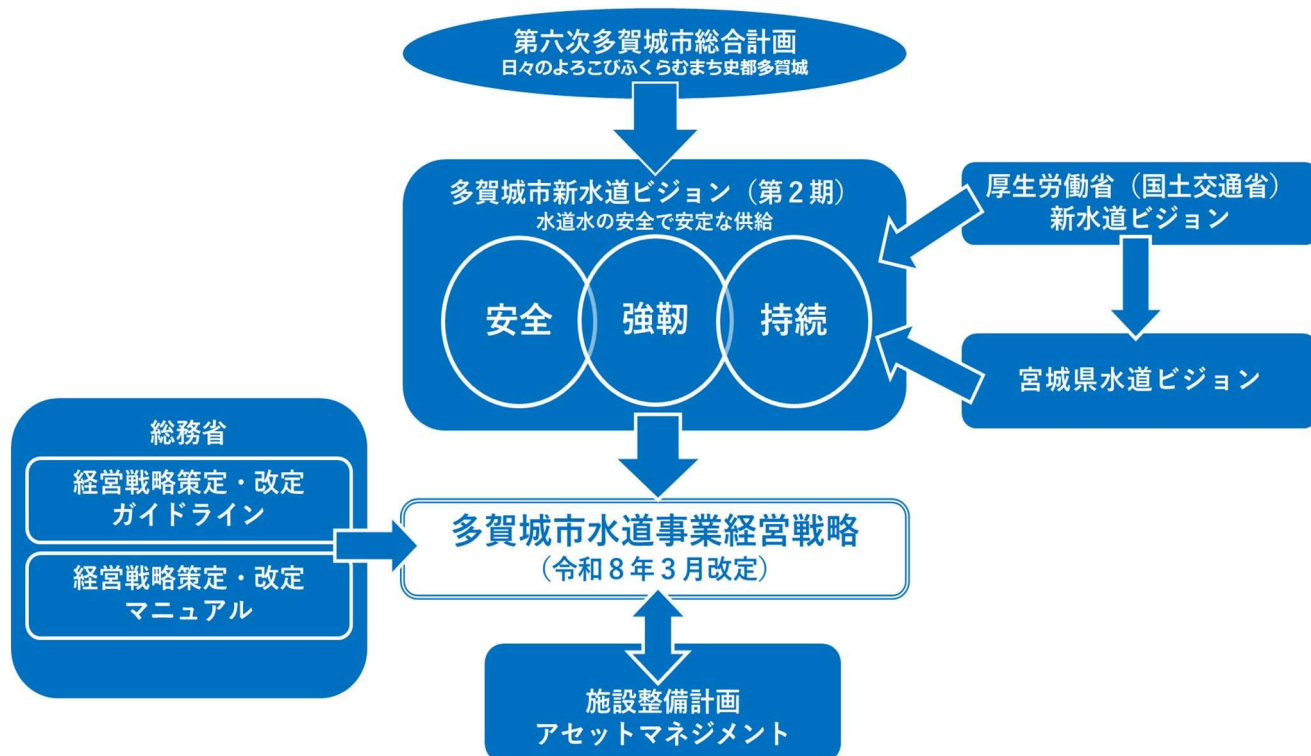 第六次多賀城市総合計画
日々のよろこびふくらむまち史都多賀城
多賀城市新水道ビジョン（第２期）
水道水の安全で安定な供給
安全
強靭
持続
厚生労働省（国土交通省）
新水道ビジョン
宮城県水道ビジョン
総務省
経営戦略策定・改定
ガイドライン
経営戦略策定・改定
マニュアル
多賀城市水道事業経営戦略
（令和８年３月改定）
施設整備計画
アセットマネジメント